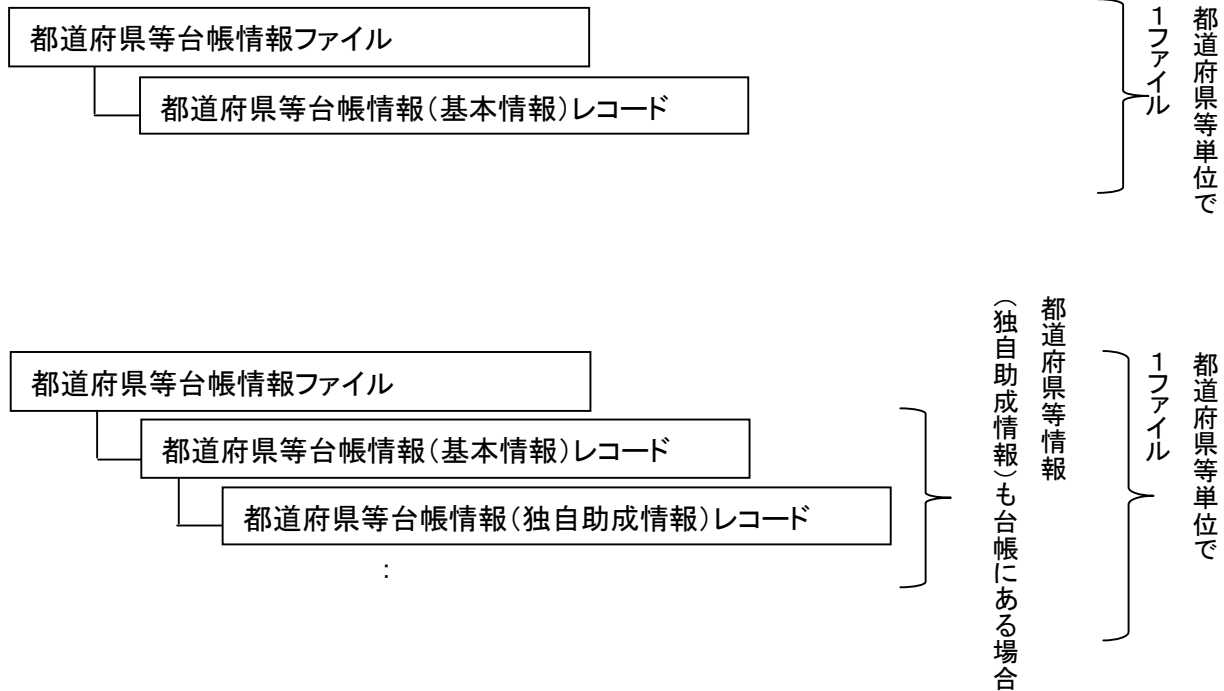 都道府県等台帳情報ファイル
都道府県等台帳情報(基本情報)レコード
都道府県等単位で
1ファイル
都道府県等台帳情報ファイル
都道府県等台帳情報(基本情報)レコード
都道府県等台帳情報(独自助成情報)レコード
:
都道府県等情報
(独自助成情報)も台帳にある場合
都道府県等単位で
1ファイル